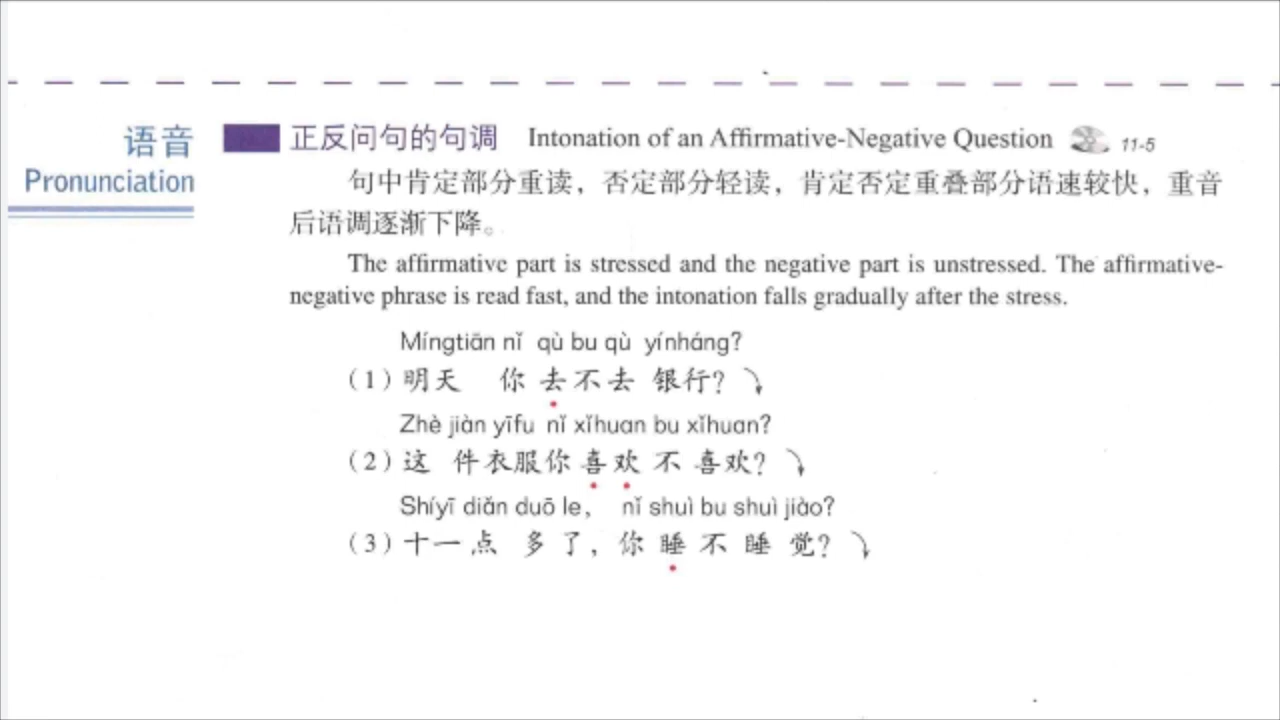 语音
Pronunciation
正反问句的句调 Intonation of an Affirmative-Negative Question 11-5
句中肯定部分重读，否定部分轻读，肯定否定重叠部分语速较快，重音
后语调逐渐下降。
The affirmative part is stressed and the negative part is unstressed. The affirmative-
negative phrase is read fast, and the intonation falls gradually after the stress.
Míngtiān nǐ qù bu qù yínháng?
（1）明天 你 去不去 银行？
Zhè jiàn yīfu nǐ xǐhuan bu xǐhuan?
（2）这 件衣服你 喜欢 不 喜欢？
Shíyī diǎn duō le, nǐ shuì bu shuì jiào?
（3）十一点 多了，你 睡 不 睡 觉？